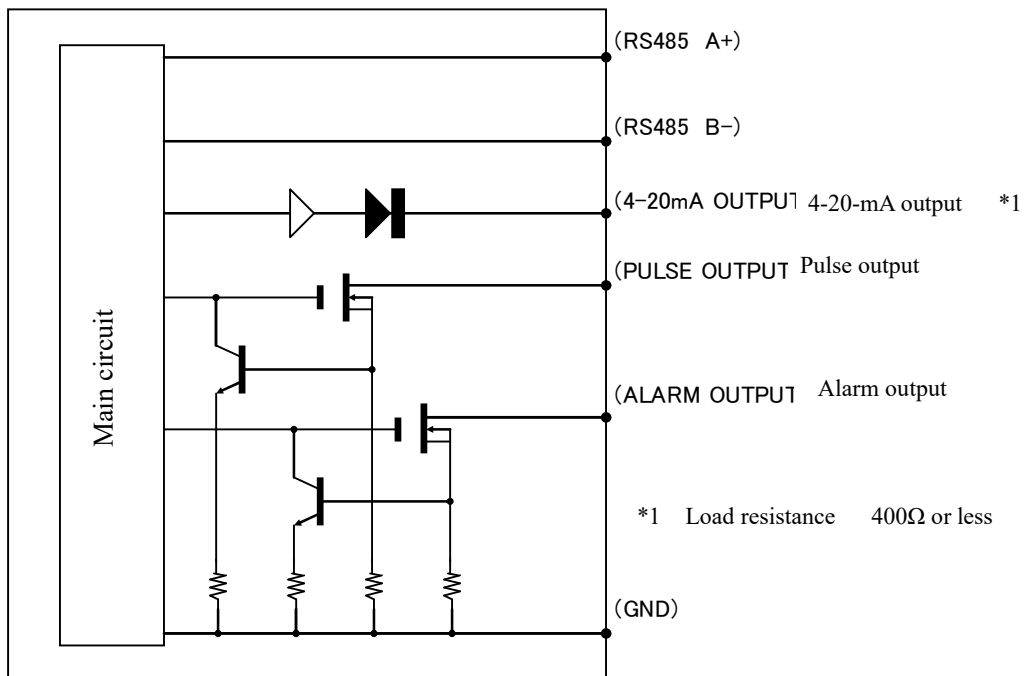 (RS485 A+)
(RS485 B-)
(4-20mA OUTPUT 4-20-mA output *1
(PULSE OUTPUT Pulse output
Main circuit
(ALARM OUTPUT Alarm output
*1 Load resistance 400Ω or less
(GND)